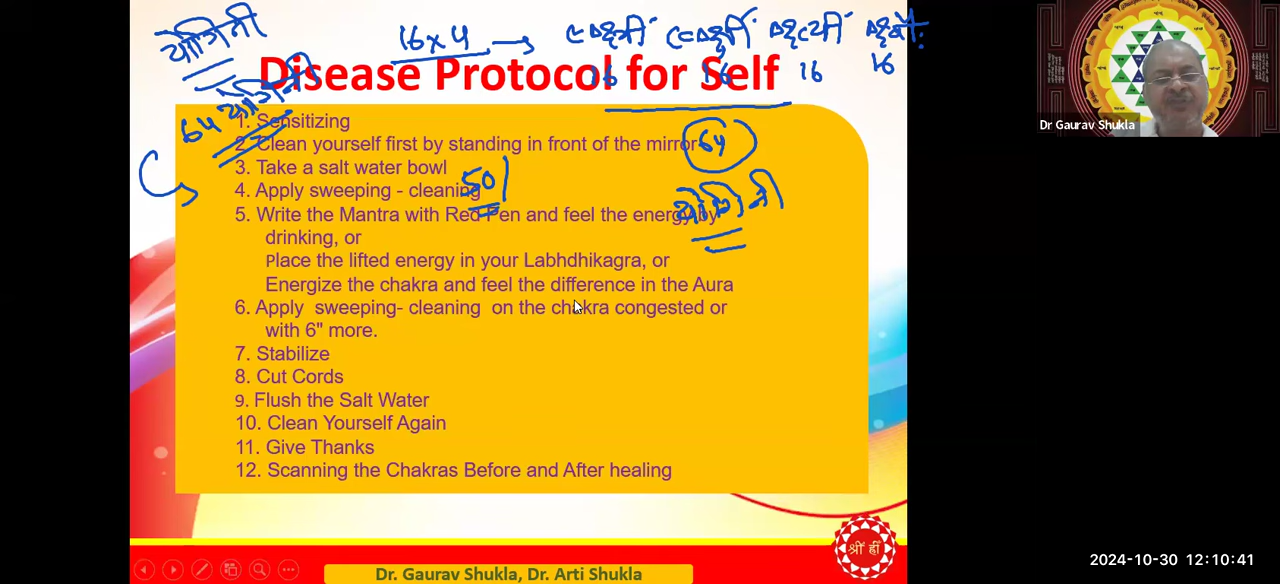 योगिनी
16 x 4 →
16 16 16 16
Disease Protocol for Self
64 योगिनी
64
योगिनी
50
1. Sensitizing
2. Clean yourself first by standing in front of the mirror
3. Take a salt water bowl
4. Apply sweeping - cleaning
5. Write the Mantra with Red Pen and feel the energy by
drinking, or
Place the lifted energy in your Labhdhikagra, or
Energize the chakra and feel the difference in the Aura
6. Apply sweeping- cleaning on the chakra congested or
with 6" more.
7. Stabilize
8. Cut Cords
9. Flush the Salt Water
10. Clean Yourself Again
11. Give Thanks
12. Scanning the Chakras Before and After healing
श्रीं ह्रीं
Dr. Gaurav Shukla, Dr. Arti Shukla
Dr Gaurav Shukla
2024-10-30 12:10:41